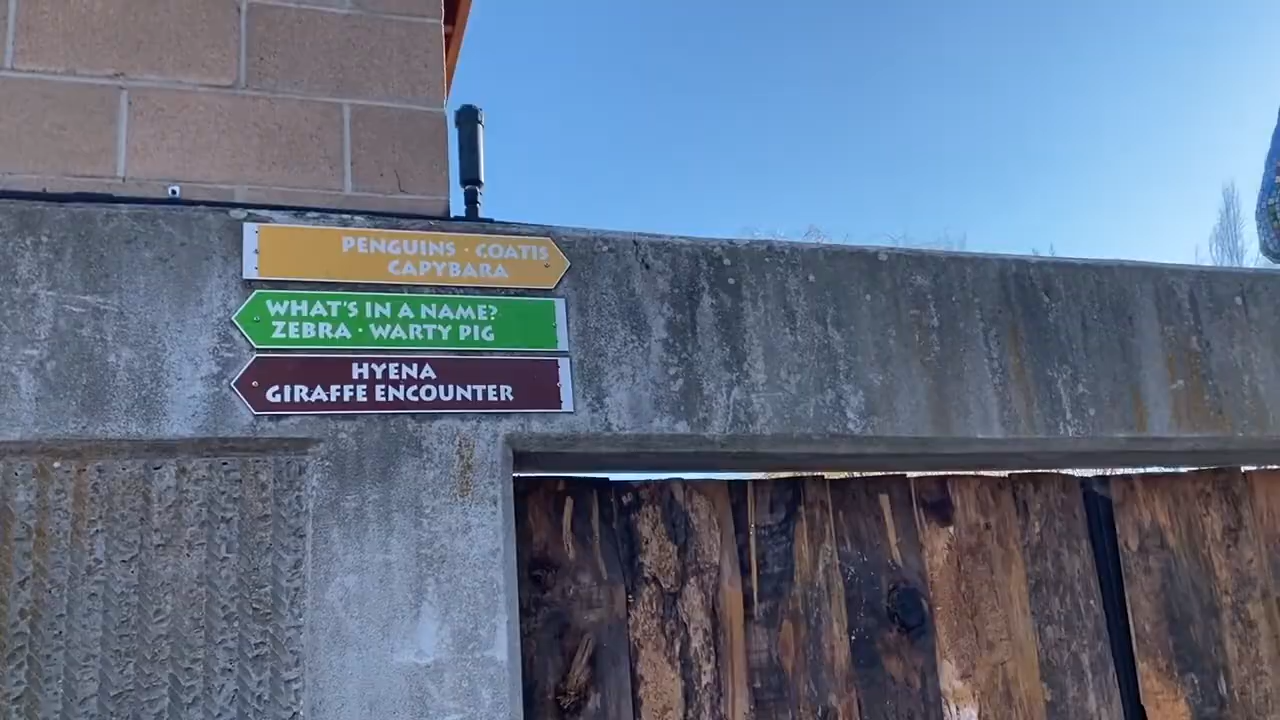 PENGUINS · COATIS
CAPYBARA
WHAT'S IN A NAME?
ZEBRA · WARTY PIG
HYENA
GIRAFFE ENCOUNTER